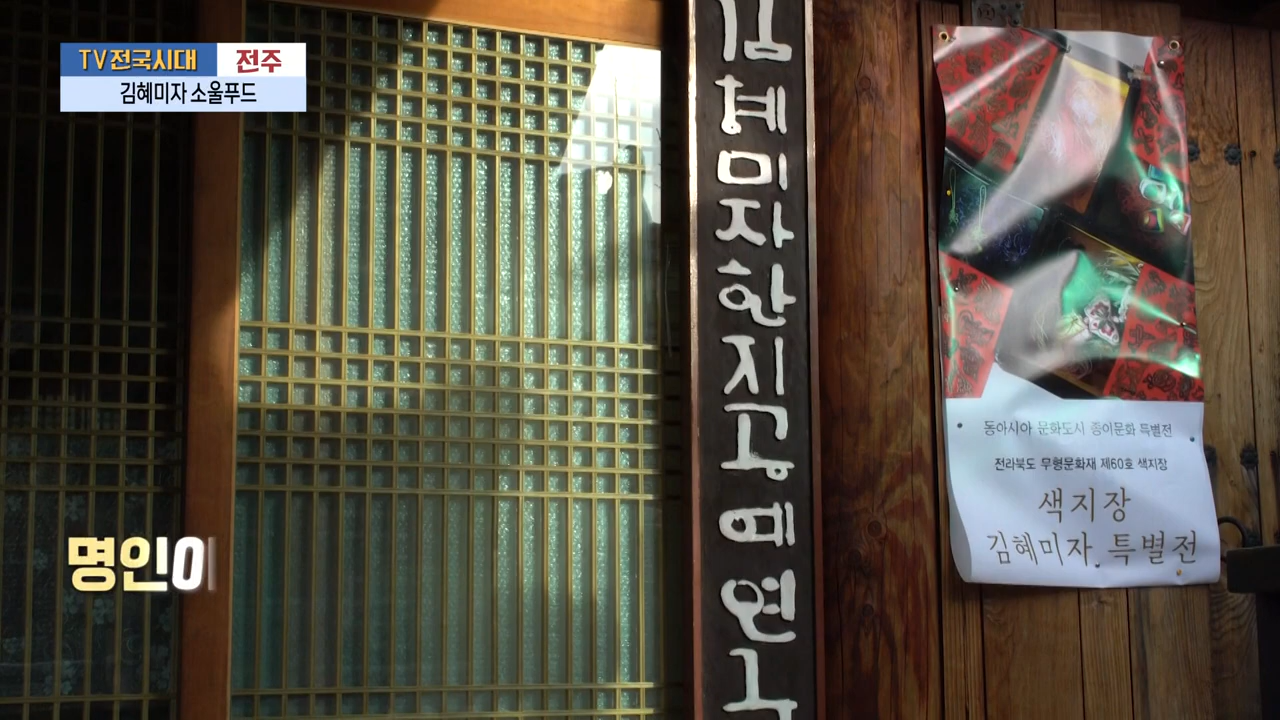 TV전국시대 전주
김혜미자 소울푸드
김혜미자한지공예연
동아시아 문화도시 종이문화 특별전
전라북도 무형문화재 제60호 색지장
색지장
김혜미자 특별전
명인이